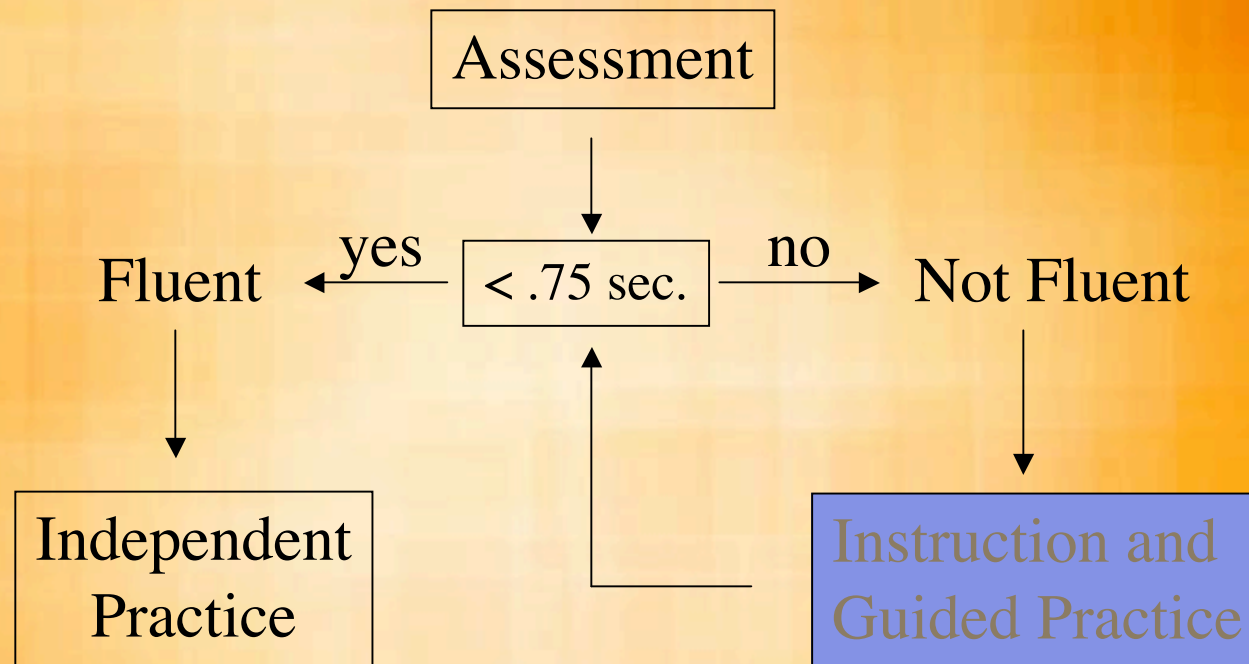 Assessment
yes
no
Fluent
< .75 sec.
Not Fluent
Independent
Practice
Instruction and
Guided Practice